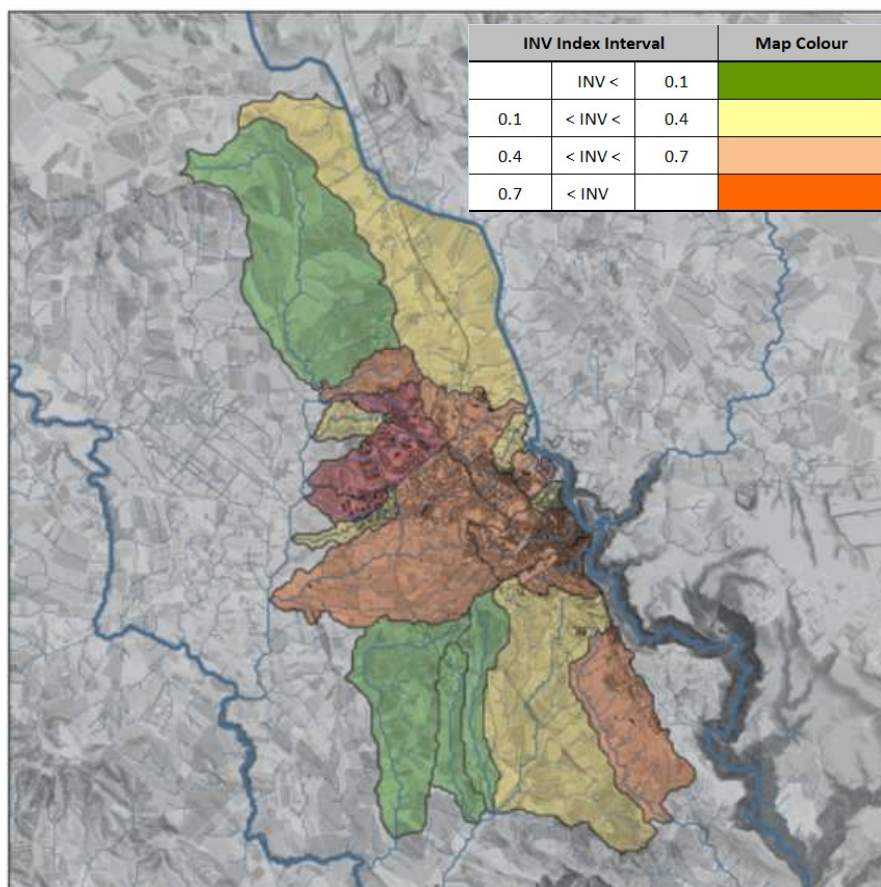 INV Index Interval Map Colour
INV < 0.1
0.1 < INV < 0.4
0.4 < INV < 0.7
0.7 < INV